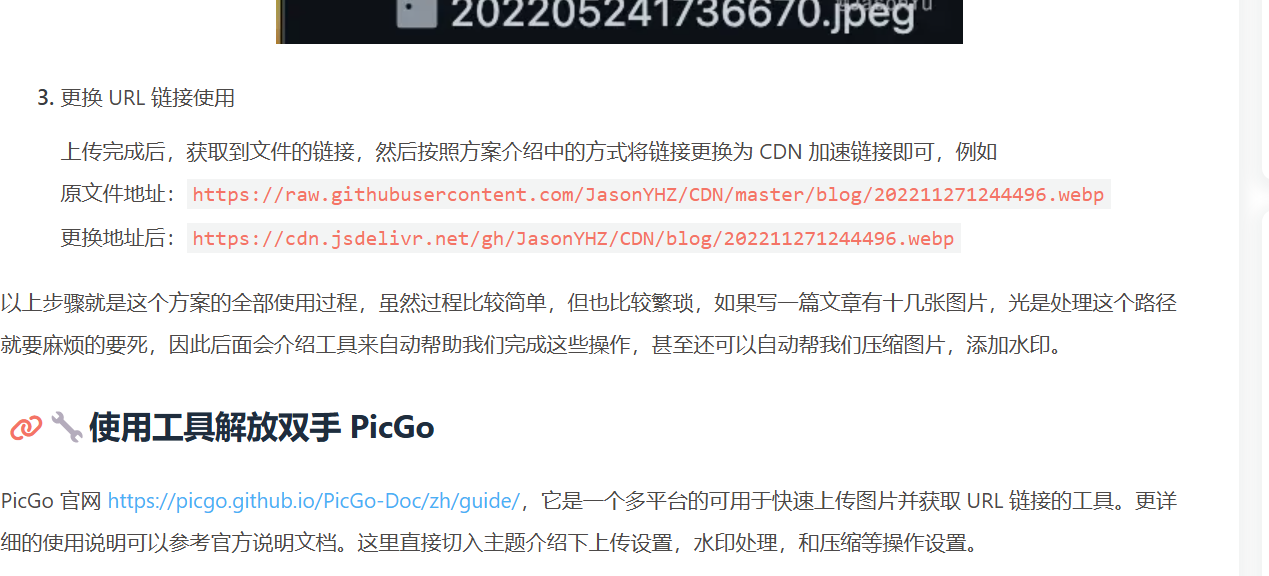 202205241736670.jpeg
3. 更换 URL 链接使用
上传完成后，获取到文件的链接，然后按照方案介绍中的方式将链接更换为 CDN 加速链接即可，例如
原文件地址：https://raw.githubusercontent.com/JasonYHZ/CDN/master/blog/202211271244496.webp
更换地址后：https://cdn.jsdelivr.net/gh/JasonYHZ/CDN/blog/202211271244496.webp
以上步骤就是这个方案的全部使用过程，虽然过程比较简单，但也比较繁琐，如果写一篇文章有十几张图片，光是处理这个路径
就要麻烦的要死，因此后面会介绍工具来自动帮助我们完成这些操作，甚至还可以自动帮我们压缩图片，添加水印。
使用工具解放双手 PicGo
PicGo 官网 https://picgo.github.io/PicGo-Doc/zh/guide/，它是一个多平台的可用于快速上传图片并获取 URL 链接的工具。更详
细的使用说明可以参考官方说明文档。这里直接切入主题介绍下上传设置，水印处理，和压缩等操作设置。